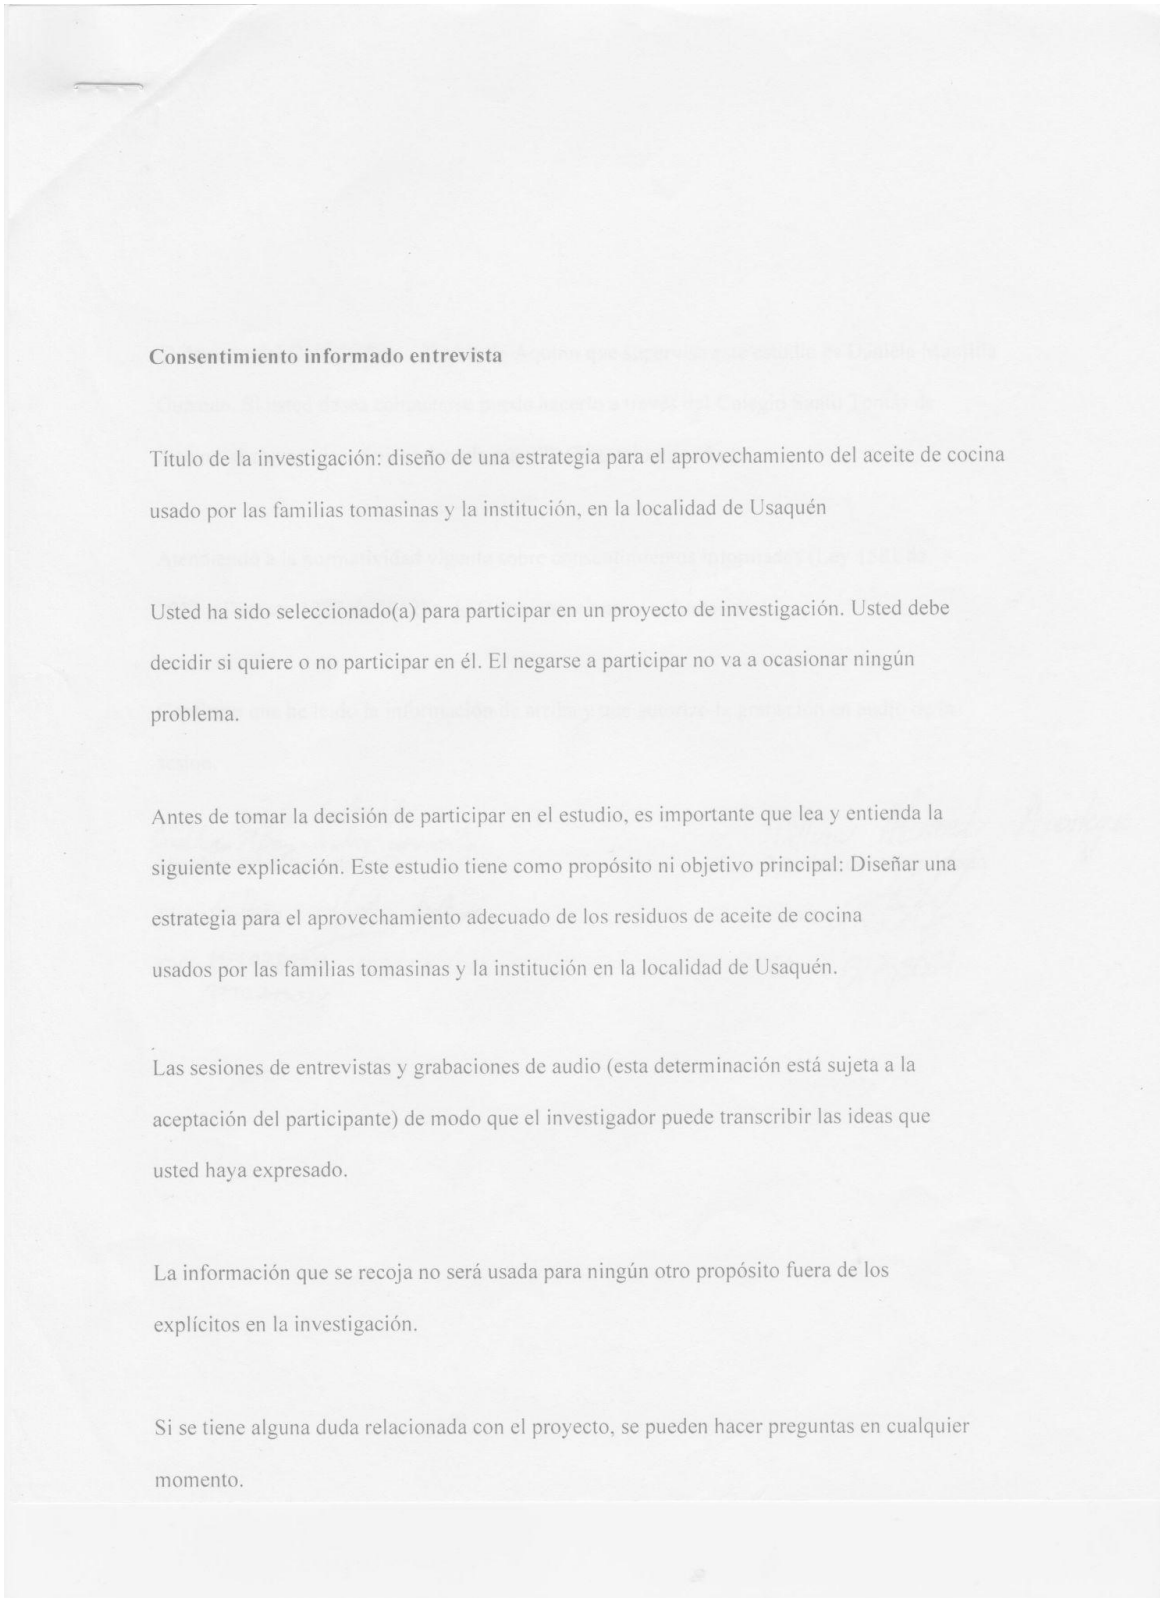 Consentimiento informado entrevista
Título de la investigación: diseño de una estrategia para el aprovechamiento del aceite de cocina
usado por las familias tomasinas y la institución, en la localidad de Usaquén
Usted ha sido seleccionado(a) para participar en un proyecto de investigación. Usted debe
decidir si quiere o no participar en él. El negarse a participar no va a ocasionar ningún
problema.
Antes de tomar la decisión de participar en el estudio, es importante que lea y entienda la
siguiente explicación. Este estudio tiene como propósito ni objetivo principal: Diseñar una
estrategia para el aprovechamiento adecuado de los residuos de aceite de cocina
usados por las familias tomasinas y la institución en la localidad de Usaquén.
Las sesiones de entrevistas y grabaciones de audio (esta determinación está sujeta a la
aceptación del participante) de modo que el investigador puede transcribir las ideas que
usted haya expresado.
La información que se recoja no será usada para ningún otro propósito fuera de los
explícitos en la investigación.
Si se tiene alguna duda relacionada con el proyecto, se pueden hacer preguntas en cualquier
momento.